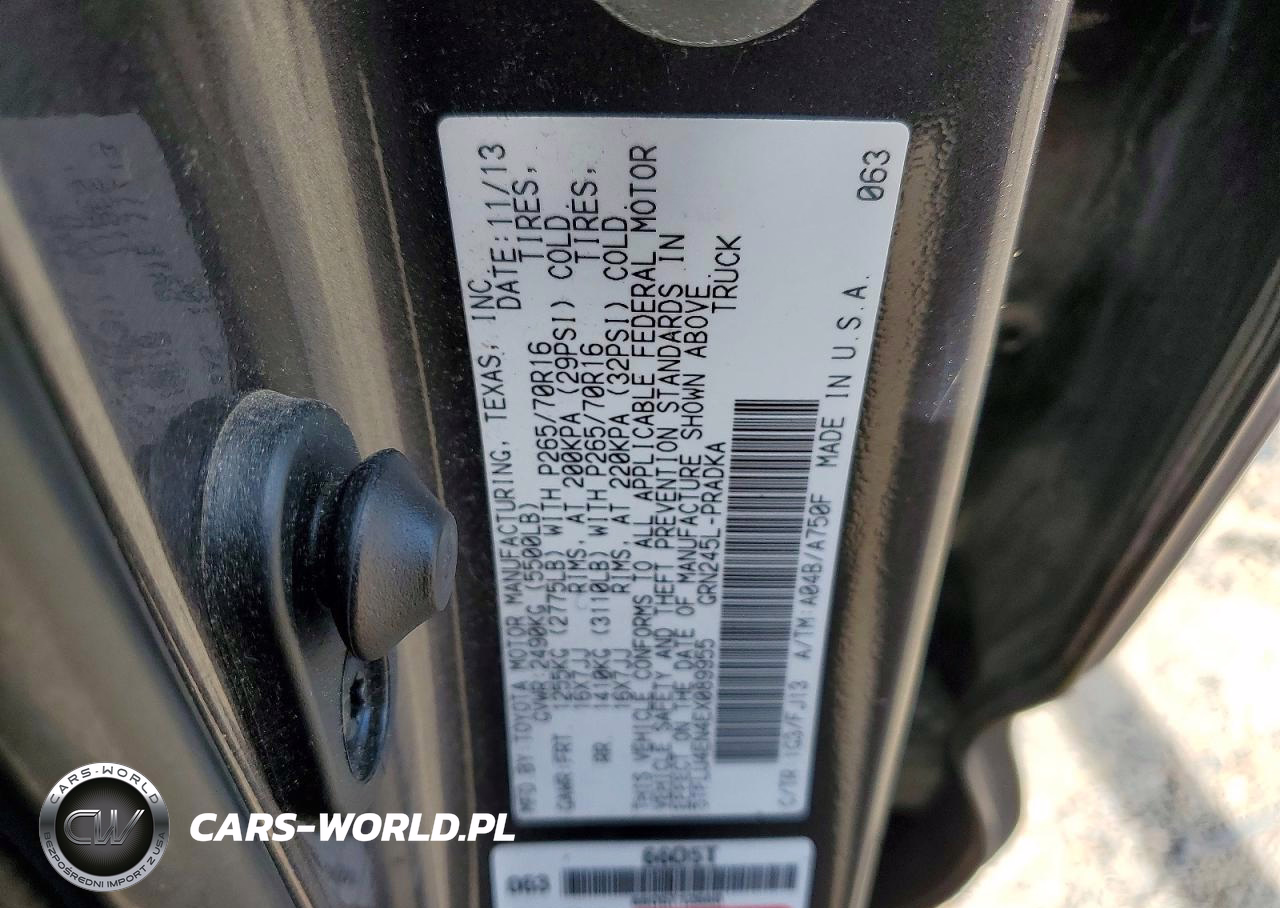 MFD BY: TOYOTA MOTOR MANUFACTURING, TEXAS, INC.
GVWR: 2490KG (5500LB) DATE: 11/13
GAWR FRT 1255KG (2775LB) WITH P265/70R16 TIRES,
16X7JJ RIMS, AT 200KPA (29PSI) COLD
RR. 1410KG (3110LB) WITH P265/70R16 TIRES,
16X7JJ RIMS, AT 220KPA (32PSI) COLD
THIS VEHICLE CONFORMS TO ALL APPLICABLE FEDERAL MOTOR
VEHICLE SAFETY AND THEFT PREVENTION STANDARDS IN
EFFECT ON THE DATE OF MANUFACTURE SHOWN ABOVE.
5TFLU4EN4EX089955 GRN245L-PRADKA TRUCK
C/TR: 1G3/FJ13 A/TM: A04B/A750F MADE IN U.S.A.
063
063
CARS-WORLD
CW
BEZPOŚREDNI IMPORT Z USA
CARS-WORLD.PL